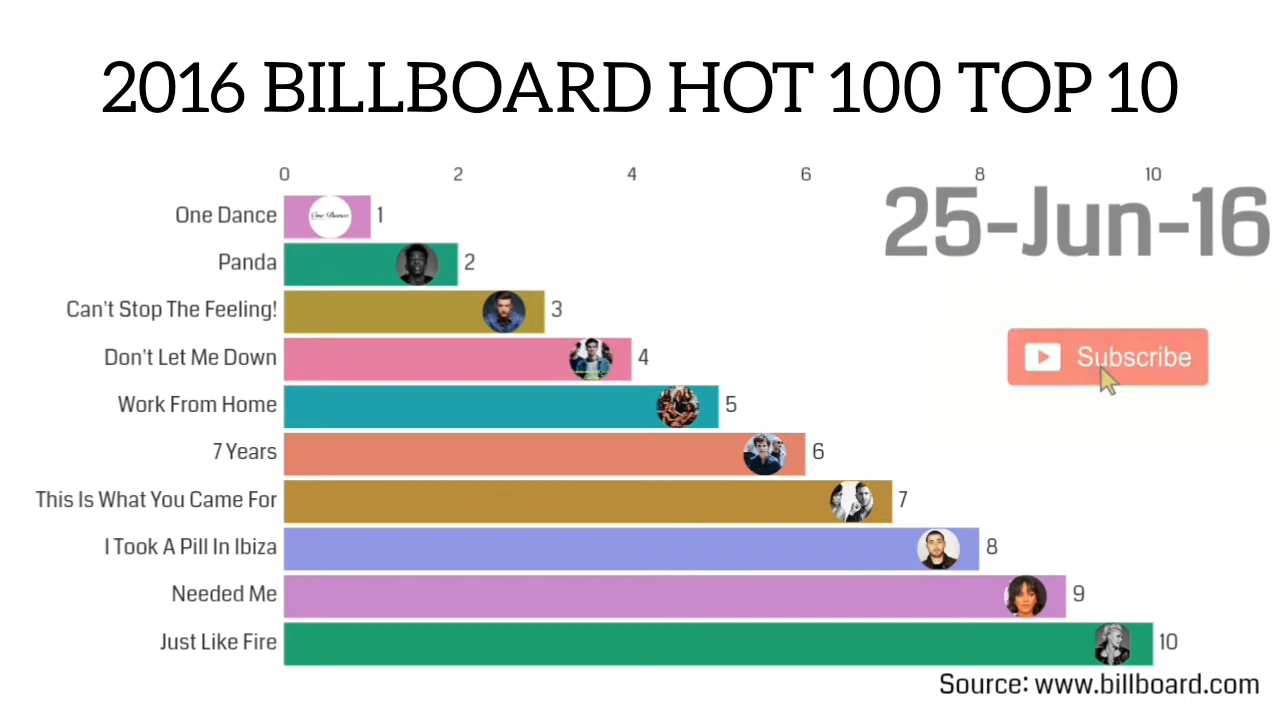 2016 BILLBOARD HOT 100 TOP 10
0 2 4 6 8 10
25-Jun-16
One Dance One Dance 1
Panda 2
Can't Stop The Feeling! 3
Don't Let Me Down 4
Subscribe
Work From Home 5
7 Years 6
This Is What You Came For 7
I Took A Pill In Ibiza 8
Needed Me 9
Just Like Fire 10
Source: www.billboard.com